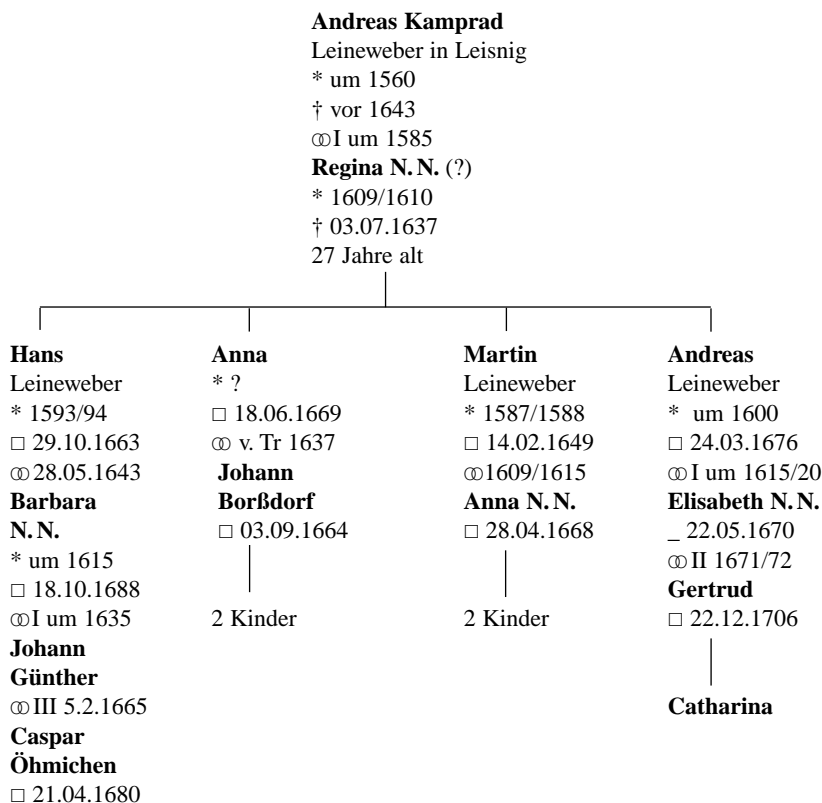 Andreas Kamprad
Leineweber in Leisnig
* um 1560
† vor 1643
⚭ I um 1585
Regina N. N. (?)
* 1609/1610
† 03.07.1637
27 Jahre alt
Hans
Leineweber
* 1593/94
□ 29.10.1663
⚭ 28.05.1643
Barbara
N. N.
* um 1615
□ 18.10.1688
⚭ I um 1635
Johann
Günther
⚭ III 5.2.1665
Caspar
Öhmichen
□ 21.04.1680
Anna
* ?
□ 18.06.1669
⚭ v. Tr 1637
Johann
Borßdorf
□ 03.09.1664
2 Kinder
Martin
Leineweber
* 1587/1588
□ 14.02.1649
⚭ 1609/1615
Anna N. N.
□ 28.04.1668
2 Kinder
Andreas
Leineweber
* um 1600
□ 24.03.1676
⚭ I um 1615/20
Elisabeth N. N.
_ 22.05.1670
⚭ II 1671/72
Gertrud
□ 22.12.1706
Catharina